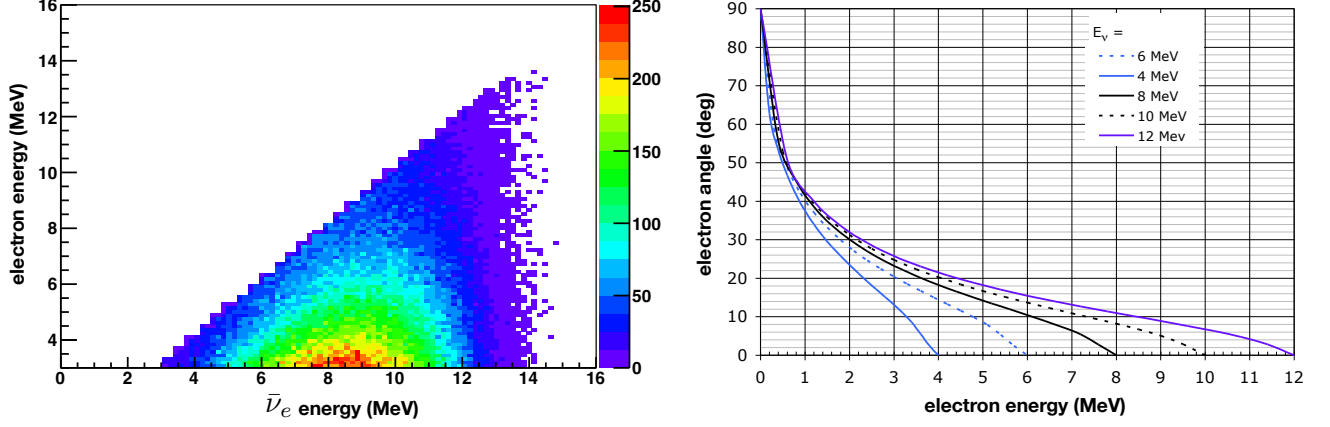 electron energy (MeV)
16
14
12
10
8
6
4
0 2 4 6 8 10 12 14 16
ν̄e energy (MeV)
250
200
150
100
50
0
electron angle (deg)
90
80
70
60
50
40
30
20
10
0
0 1 2 3 4 5 6 7 8 9 10 11 12
electron energy (MeV)
Eν =
6 MeV
4 MeV
8 MeV
10 MeV
12 Mev